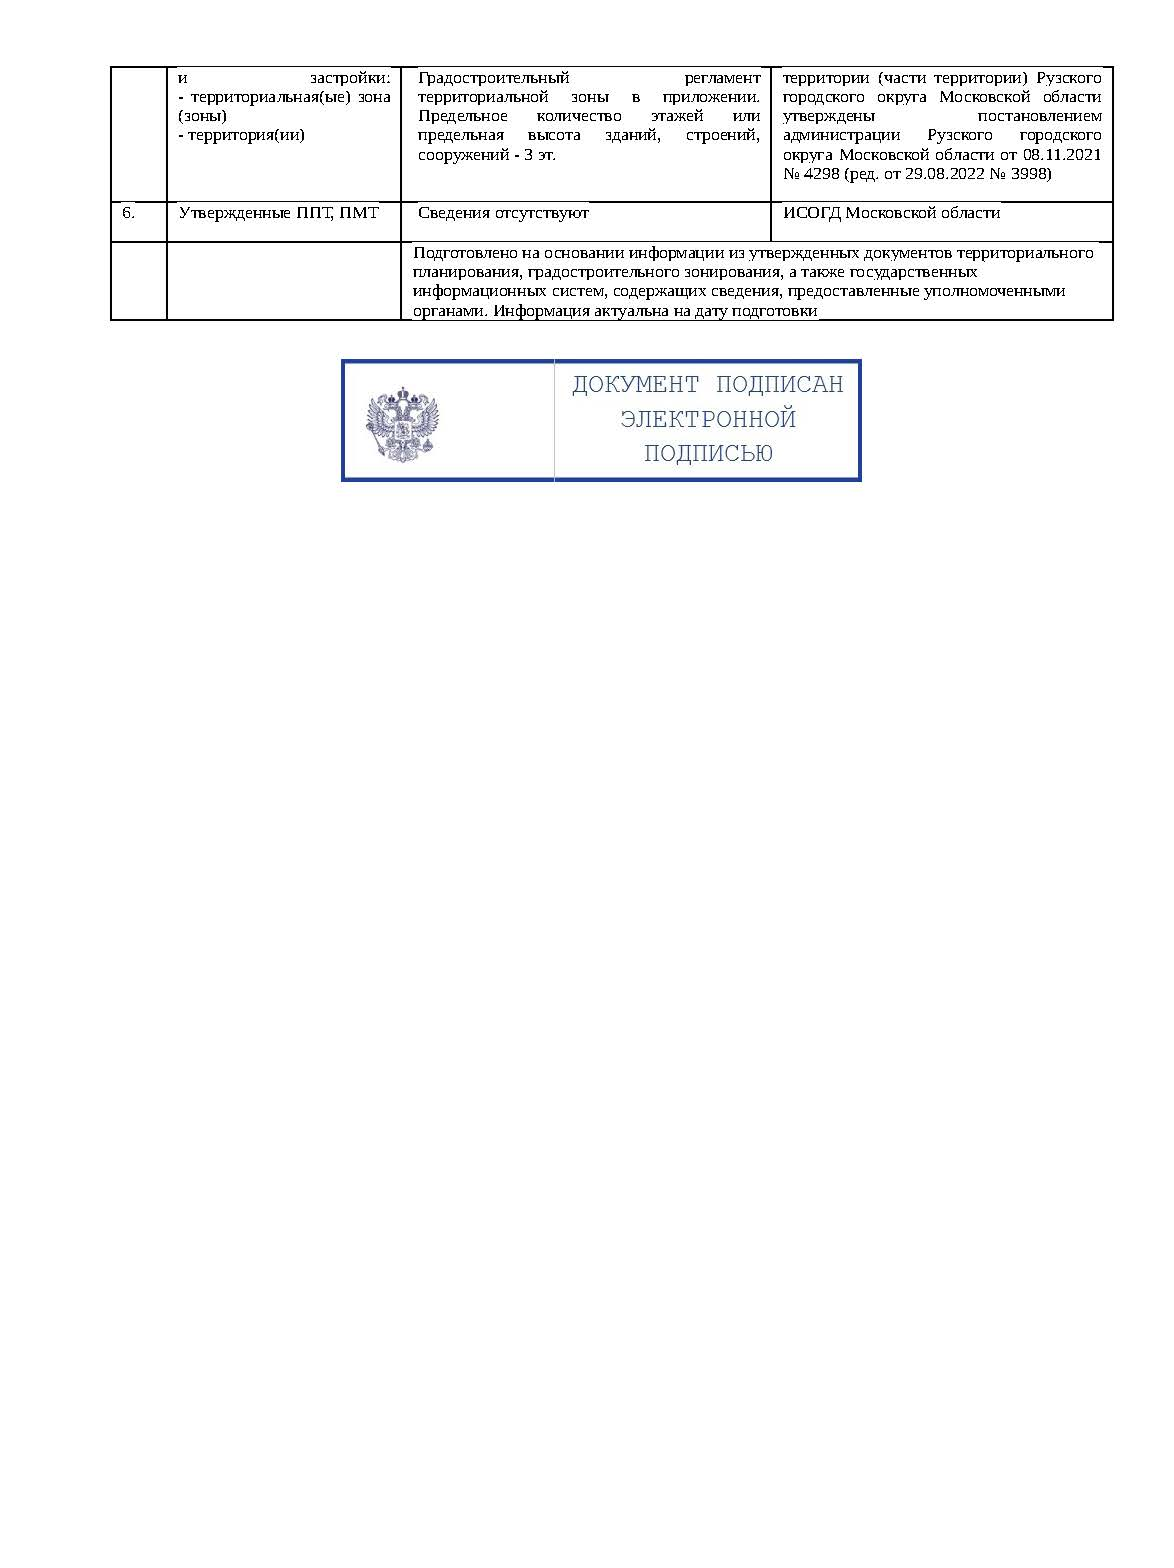 и застройки:
- территориальная(ые) зона
(зоны)
- территория(ии)
Градостроительный регламент
территориальной зоны в приложении.
Предельное количество этажей или
предельная высота зданий, строений,
сооружений - 3 эт.
территории (части территории) Рузского
городского округа Московской области
утверждены постановлением
администрации Рузского городского
округа Московской области от 08.11.2021
№ 4298 (ред. от 29.08.2022 № 3998)
6.
Утвержденные ППТ, ПМТ
Сведения отсутствуют
ИСОГД Московской области
Подготовлено на основании информации из утвержденных документов территориального
планирования, градостроительного зонирования, а также государственных
информационных систем, содержащих сведения, предоставленные уполномоченными
органами. Информация актуальна на дату подготовки
ДОКУМЕНТ ПОДПИСАН
ЭЛЕКТРОННОЙ
ПОДПИСЬЮ